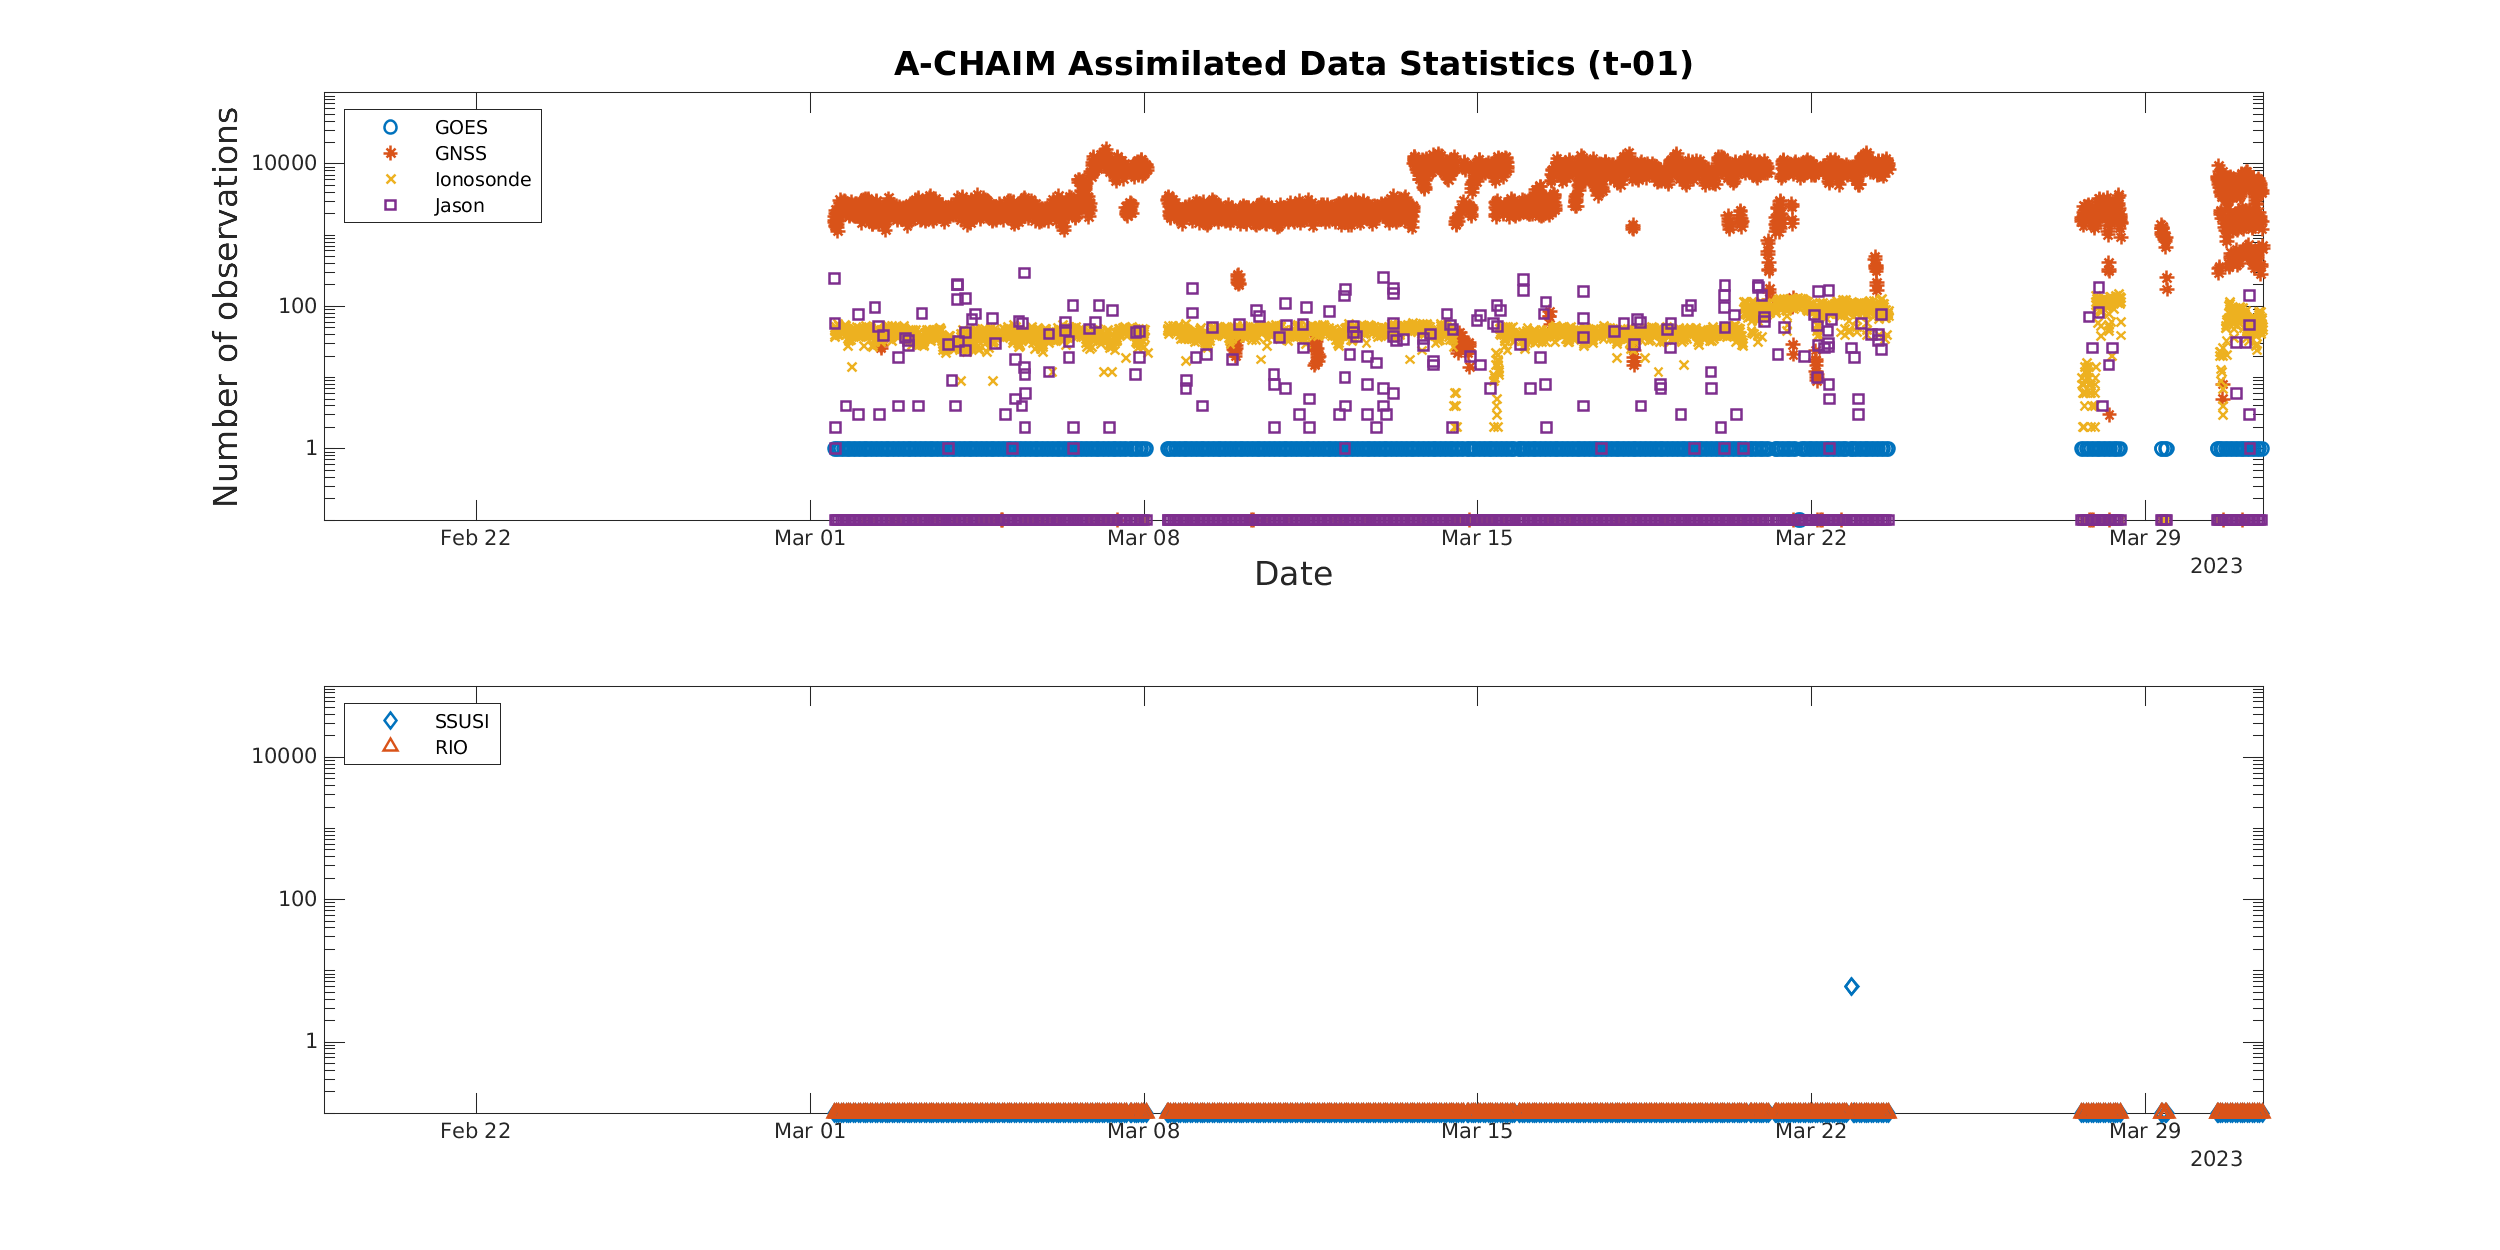 A-CHAIM Assimilated Data Statistics (t-01)
Number of observations
10000
100
1
GOES
GNSS
Ionosonde
Jason
Feb 22
Mar 01
Mar 08
Mar 15
Mar 22
Mar 29
2023
Date
10000
100
1
SSUSI
RIO
Feb 22
Mar 01
Mar 08
Mar 15
Mar 22
Mar 29
2023